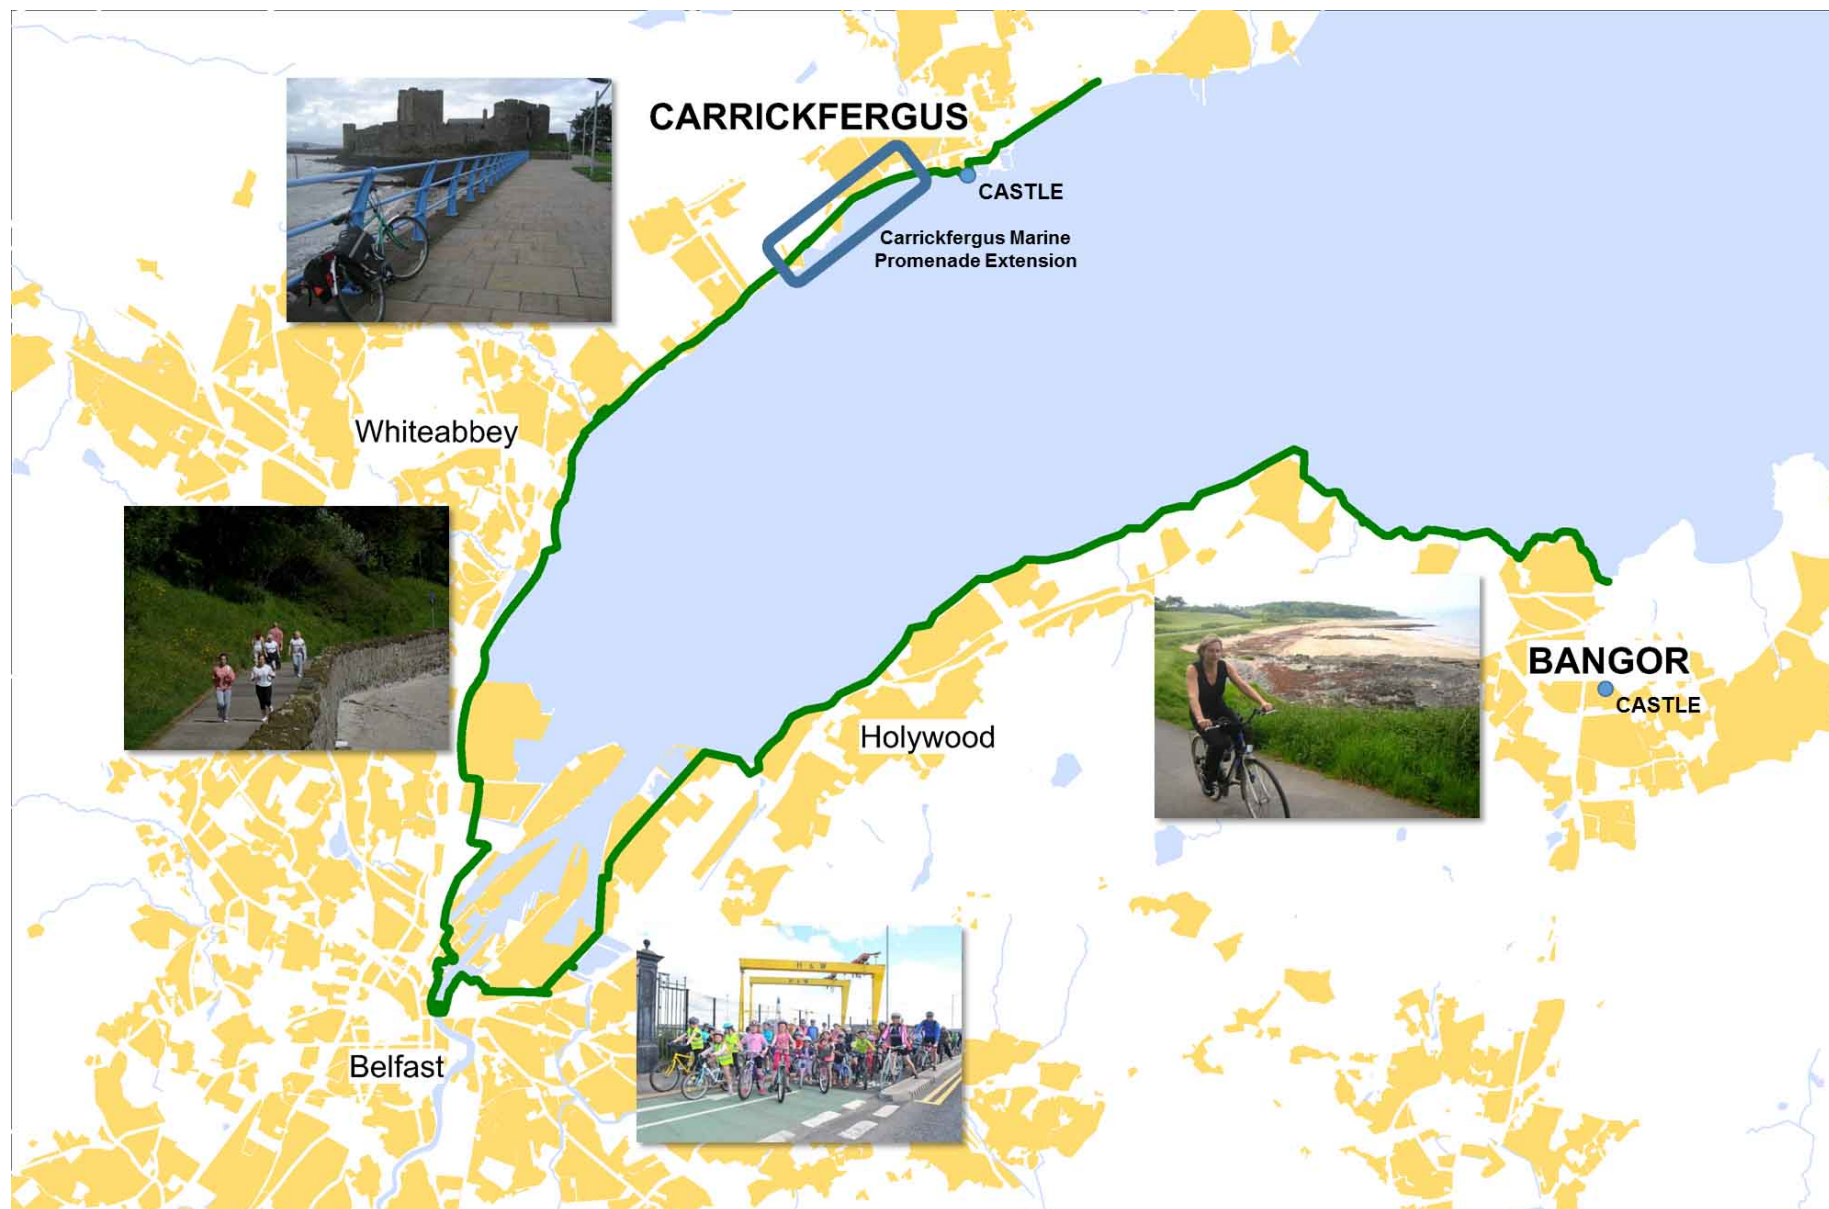 CARRICKFERGUS
CASTLE
Carrickfergus Marine
Promenade Extension
Whiteabbey
BANGOR
CASTLE
Holywood
H & W
Belfast